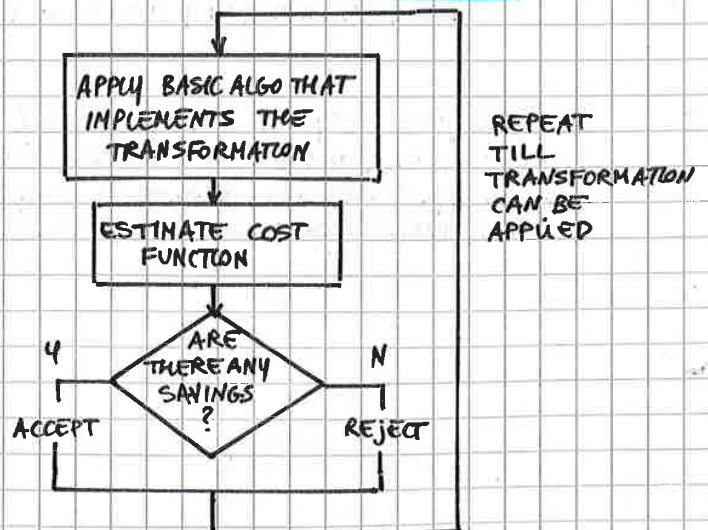 APPLY BASIC ALGO THAT
IMPLEMENTS THE
TRANSFORMATION
REPEAT
TILL
TRANSFORMATION
CAN BE
APPLIED
ESTIMATE COST
FUNCTION
ARE
THERE ANY
SAVINGS
?
Y
N
ACCEPT
REJECT